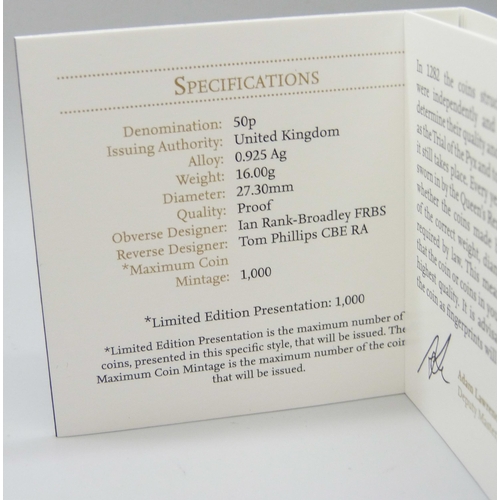 SPECIFICATIONS
Denomination: 50p
Issuing Authority: United Kingdom
Alloy: 0.925 Ag
Weight: 16.00g
Diameter: 27.30mm
Quality: Proof
Obverse Designer: Ian Rank-Broadley FRBS
Reverse Designer: Tom Phillips CBE RA
*Maximum Coin
Mintage: 1,000
*Limited Edition Presentation: 1,000
*Limited Edition Presentation is the maximum number of
coins, presented in this specific style, that will be issued. The
Maximum Coin Mintage is the maximum number of the coin
that will be issued.
In 1282 the coins
were independently and
determine their quality and
as the Trial of the Pyx and
it still takes place. Every
sworn in by the Queen's
whether the coins made
of the correct weight,
required by law. This
that the coin or coins in
highest quality. It is
the coin as fingerprints
Adam
Deputy